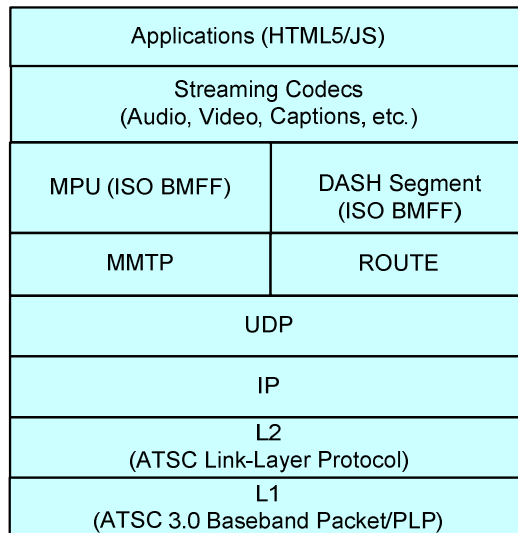 Applications (HTML5/JS)
Streaming Codecs
(Audio, Video, Captions, etc.)
MPU (ISO BMFF)
DASH Segment
(ISO BMFF)
MMTP
ROUTE
UDP
IP
L2
(ATSC Link-Layer Protocol)
L1
(ATSC 3.0 Baseband Packet/PLP)